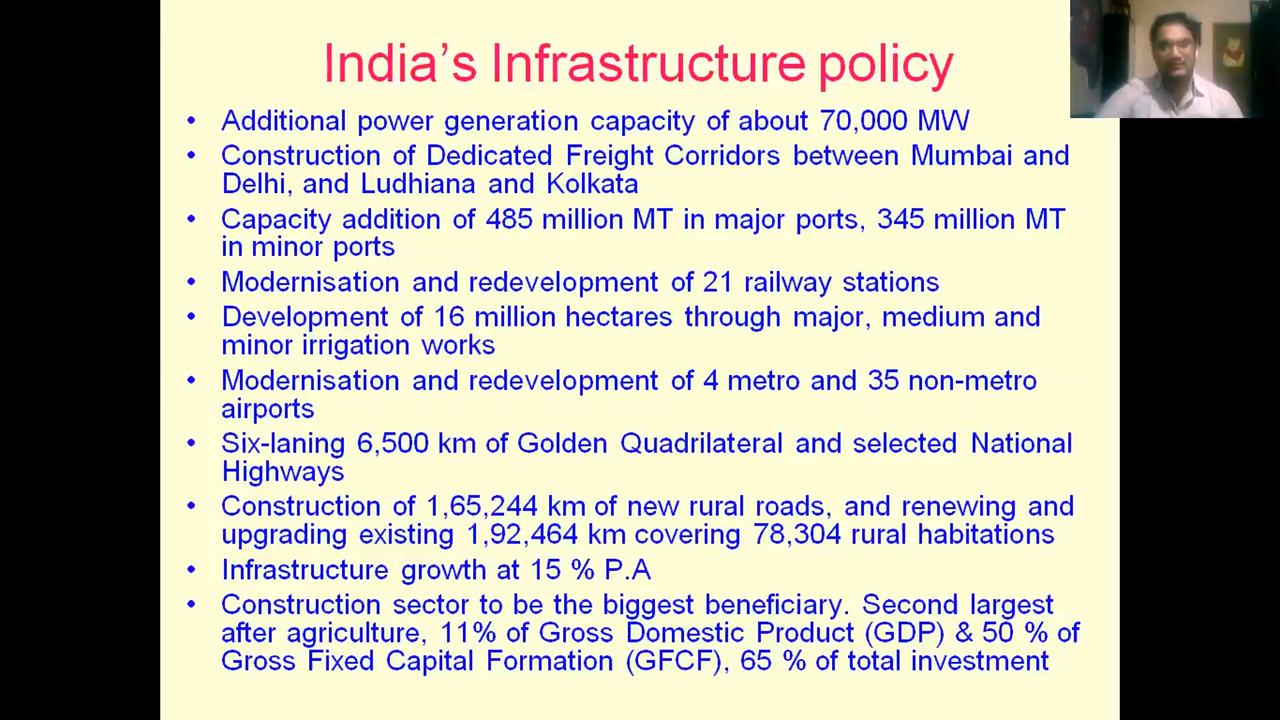 India's Infrastructure policy
• Additional power generation capacity of about 70,000 MW
• Construction of Dedicated Freight Corridors between Mumbai and
Delhi, and Ludhiana and Kolkata
• Capacity addition of 485 million MT in major ports, 345 million MT
in minor ports
• Modernisation and redevelopment of 21 railway stations
• Development of 16 million hectares through major, medium and
minor irrigation works
• Modernisation and redevelopment of 4 metro and 35 non-metro
airports
• Six-laning 6,500 km of Golden Quadrilateral and selected National
Highways
• Construction of 1,65,244 km of new rural roads, and renewing and
upgrading existing 1,92,464 km covering 78,304 rural habitations
• Infrastructure growth at 15 % P.A
• Construction sector to be the biggest beneficiary. Second largest
after agriculture, 11% of Gross Domestic Product (GDP) & 50 % of
Gross Fixed Capital Formation (GFCF), 65 % of total investment